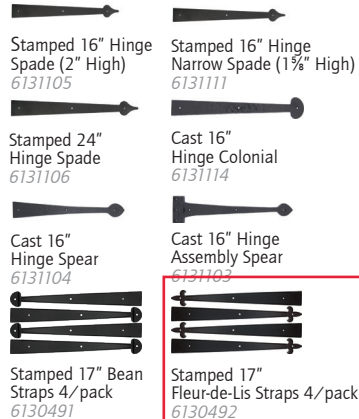 Stamped 16" Hinge
Spade (2" High)
6131105
Stamped 16" Hinge
Narrow Spade (1⅝" High)
6131111
Stamped 24"
Hinge Spade
6131106
Cast 16"
Hinge Colonial
6131114
Cast 16"
Hinge Spear
6131104
Cast 16" Hinge
Assembly Spear
6131103
Stamped 17" Bean
Straps 4/pack
6130491
Stamped 17"
Fleur-de-Lis Straps 4/pack
6130492